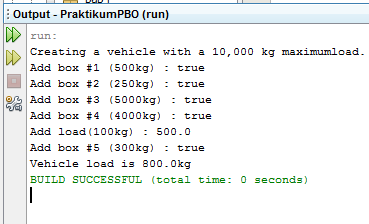 Output - PraktikumPBO (run)
run:
Creating a vehicle with a 10,000 kg maximumload.
Add box #1 (500kg) : true
Add box #2 (250kg) : true
Add box #3 (5000kg) : true
Add box #4 (4000kg) : true
Add load(100kg) : 500.0
Add box #5 (300kg) : true
Vehicle load is 800.0kg
BUILD SUCCESSFUL (total time: 0 seconds)